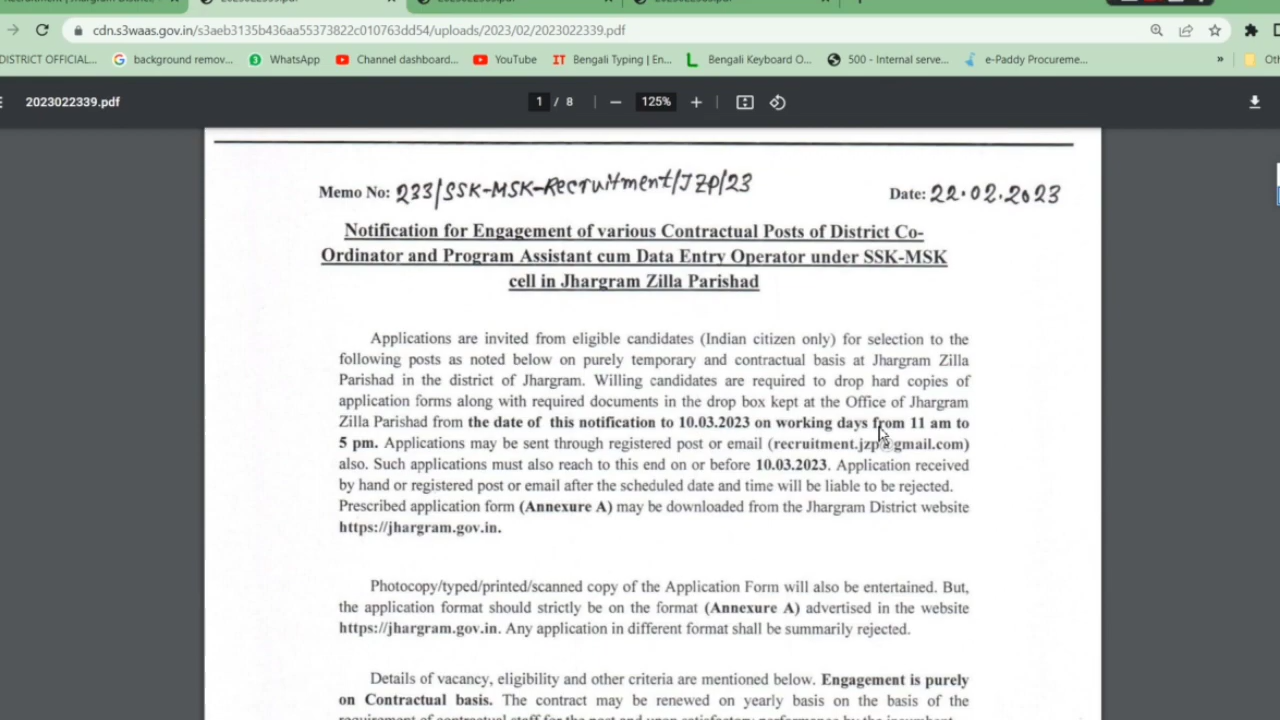 cdn.s3waas.gov.in/s3aeb3135b436aa55373822c010763dd54/uploads/2023/02/2023022339.pdf
DISTRICT OFFICIAL... background remov... WhatsApp Channel dashboard... YouTube Bengali Typing | En... Bengali Keyboard O... 500 - Internal serve... e-Paddy Procureme... »
2023022339.pdf 1 / 8 125%
Memo No: 233/SSK-MSK-Recruitment/JZP/23 Date: 22.02.2023
Notification for Engagement of various Contractual Posts of District Co-
Ordinator and Program Assistant cum Data Entry Operator under SSK-MSK
cell in Jhargram Zilla Parishad
Applications are invited from eligible candidates (Indian citizen only) for selection to the
following posts as noted below on purely temporary and contractual basis at Jhargram Zilla
Parishad in the district of Jhargram. Willing candidates are required to drop hard copies of
application forms along with required documents in the drop box kept at the Office of Jhargram
Zilla Parishad from the date of this notification to 10.03.2023 on working days from 11 am to
5 pm. Applications may be sent through registered post or email (recruitment.jzp@gmail.com)
also. Such applications must also reach to this end on or before 10.03.2023. Application received
by hand or registered post or email after the scheduled date and time will be liable to be rejected.
Prescribed application form (Annexure A) may be downloaded from the Jhargram District website
https://jhargram.gov.in.
Photocopy/typed/printed/scanned copy of the Application Form will also be entertained. But,
the application format should strictly be on the format (Annexure A) advertised in the website
https://jhargram.gov.in. Any application in different format shall be summarily rejected.
Details of vacancy, eligibility and other criteria are mentioned below. Engagement is purely
on Contractual basis. The contract may be renewed on yearly basis on the basis of the